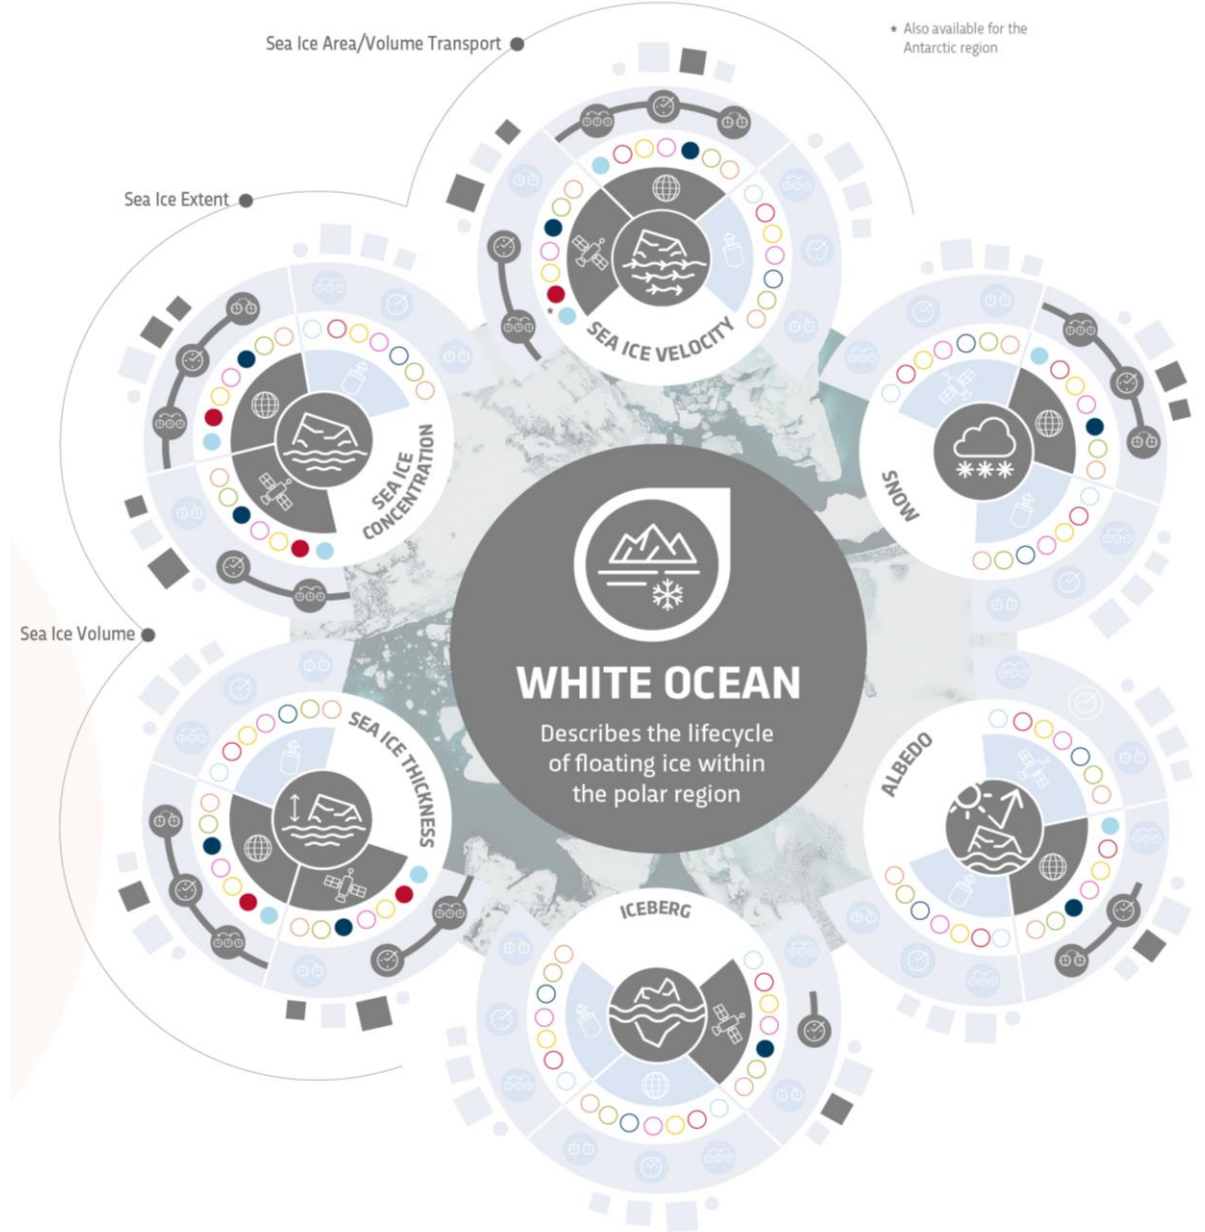 Sea Ice Area/Volume Transport
* Also available for the
Antarctic region
Sea Ice Extent
SEA ICE VELOCITY
SEA ICE
CONCENTRATION
SNOW
Sea Ice Volume
WHITE OCEAN
Describes the lifecycle
of floating ice within
the polar region
SEA ICE THICKNESS
ALBEDO
ICEBERG